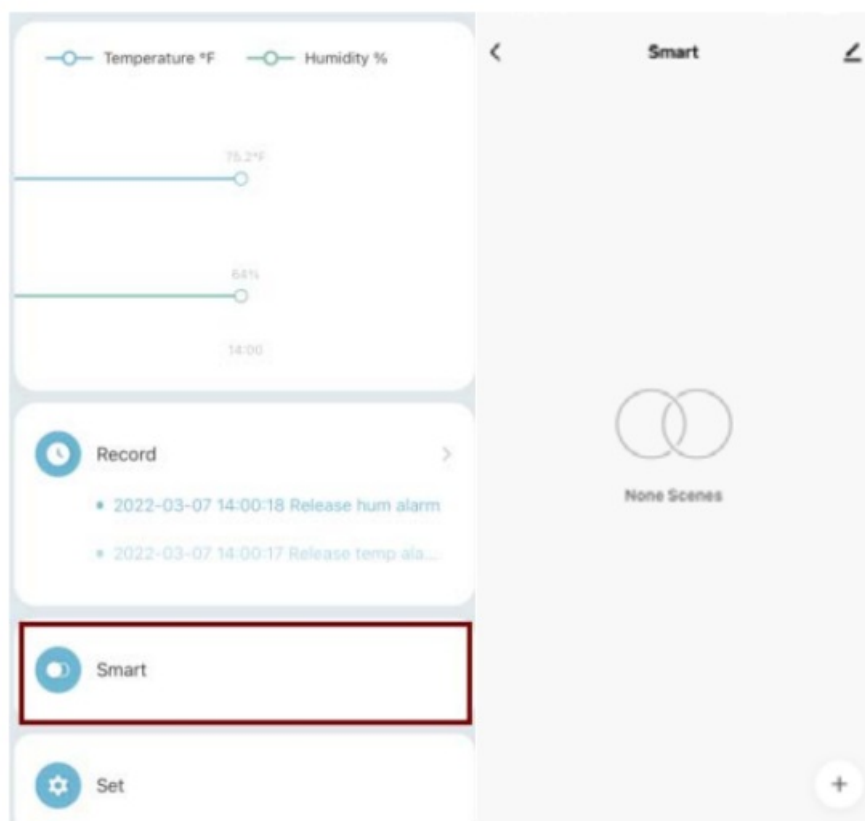 Temperature °F Humidity %
75.2°F
64%
14:00
Record
2022-03-07 14:00:18 Release hum alarm
2022-03-07 14:00:17 Release temp ala...
Smart
Set
Smart
None Scenes